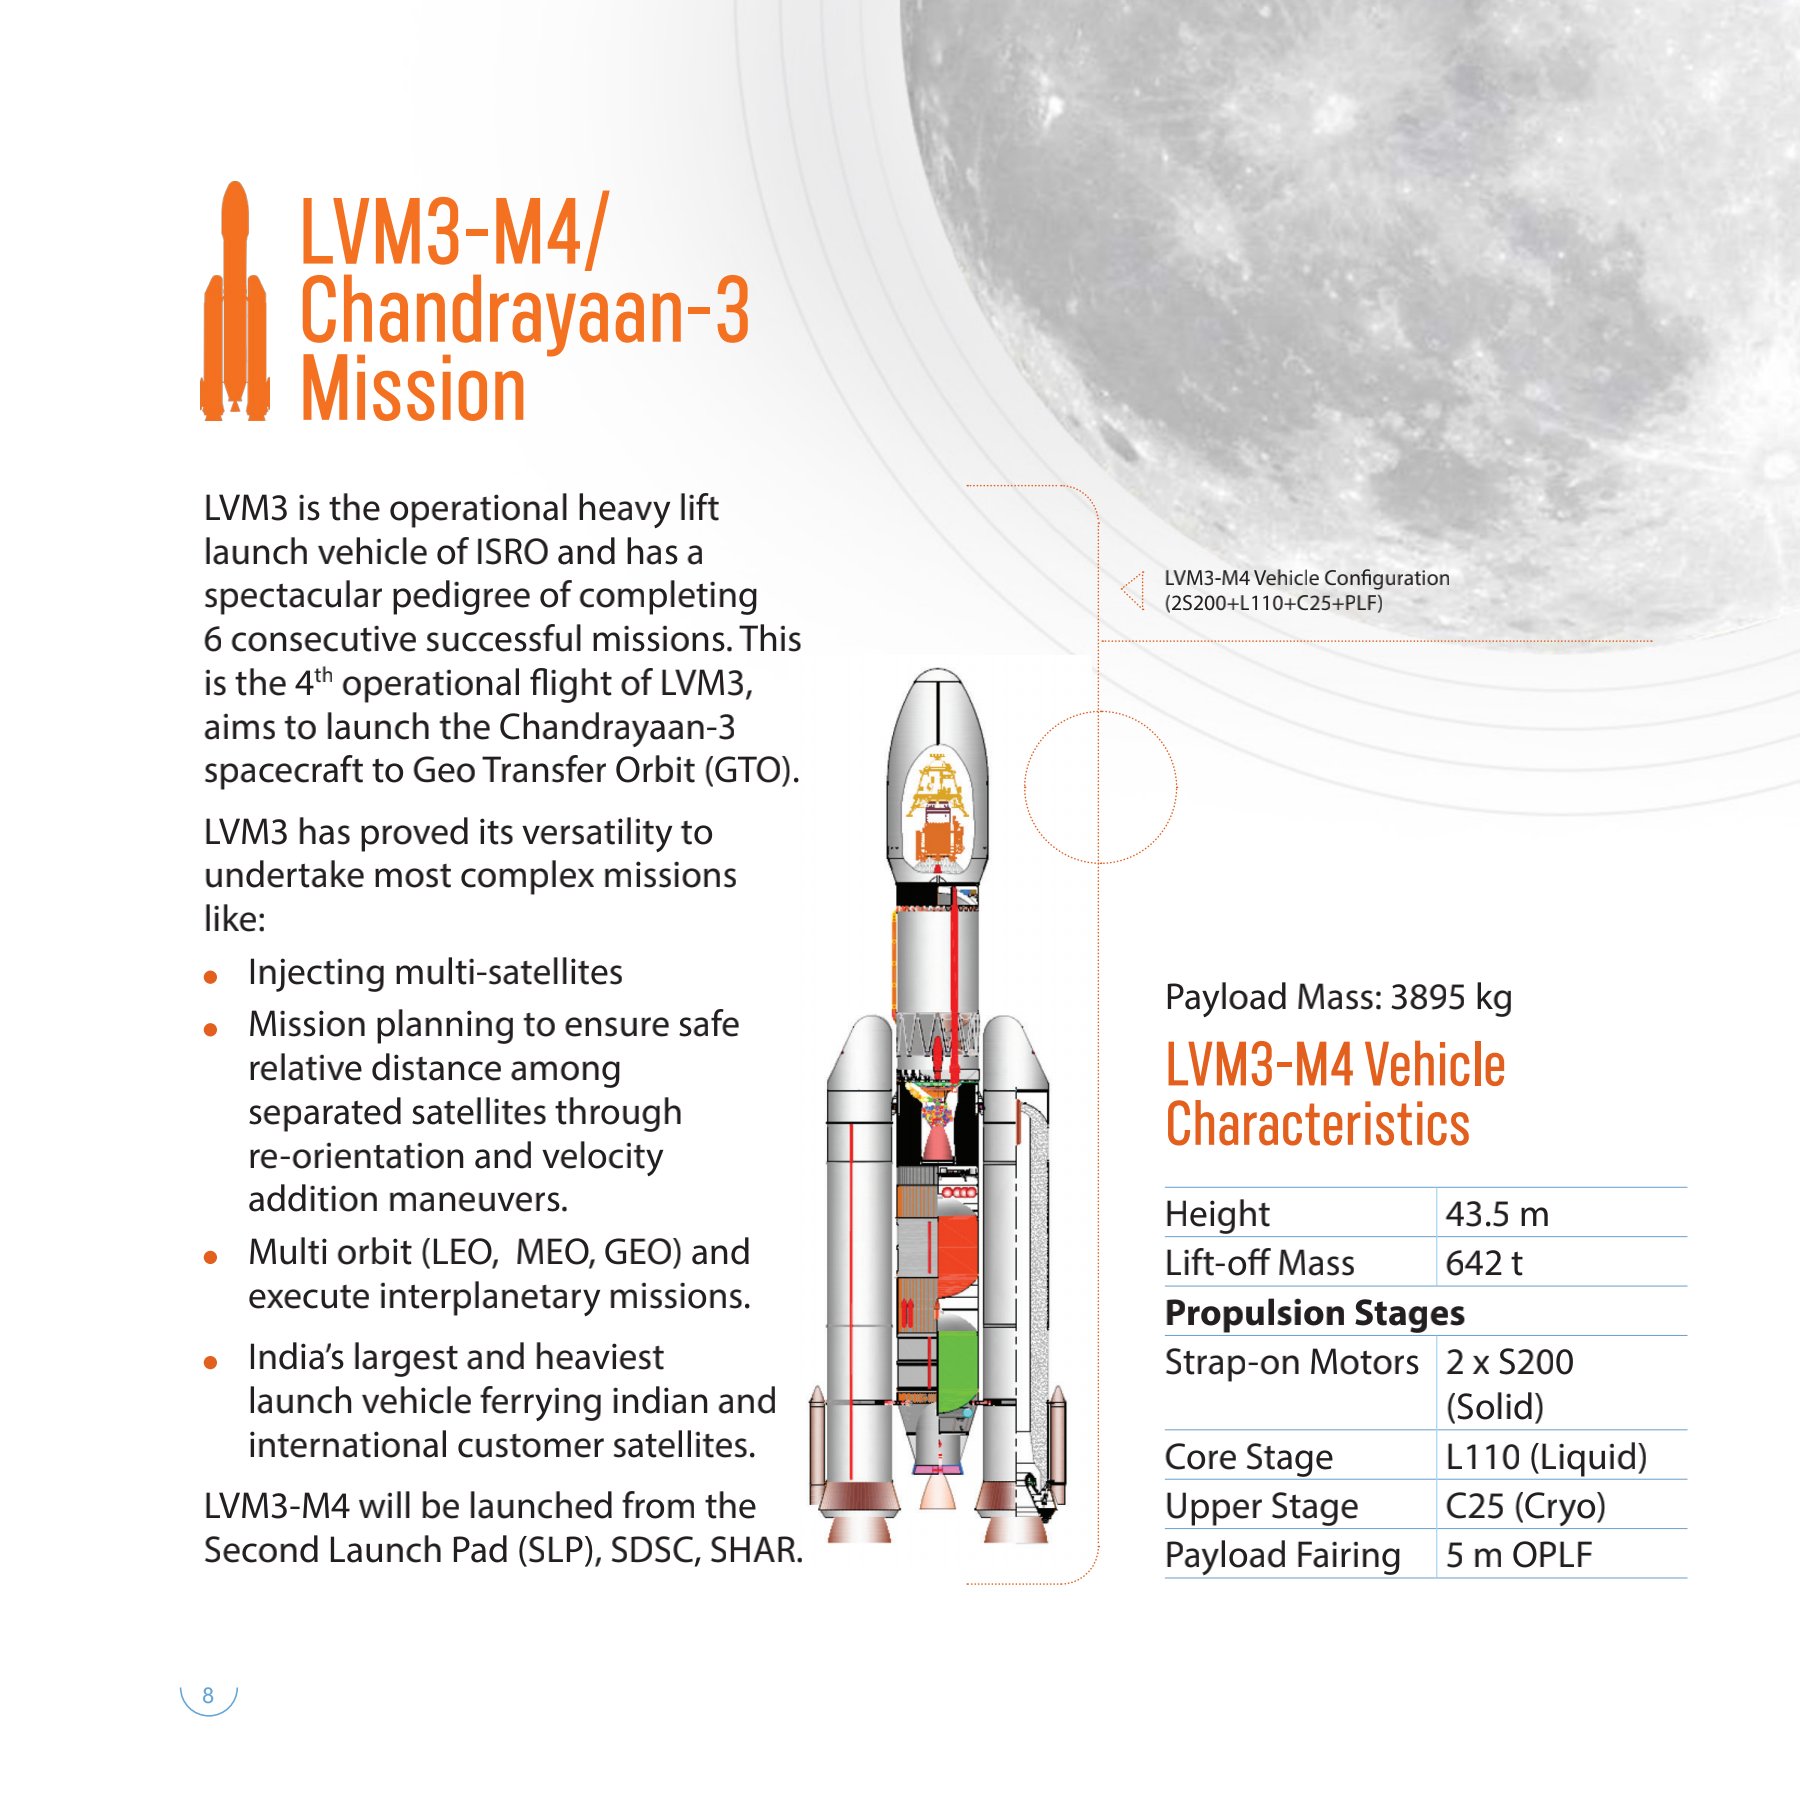 LVM3-M4/
Chandrayaan-3
Mission
LVM3 is the operational heavy lift
launch vehicle of ISRO and has a
spectacular pedigree of completing
6 consecutive successful missions. This
is the 4th operational flight of LVM3,
aims to launch the Chandrayaan-3
spacecraft to Geo Transfer Orbit (GTO).
LVM3 has proved its versatility to
undertake most complex missions
like:
• Injecting multi-satellites
• Mission planning to ensure safe
relative distance among
separated satellites through
re-orientation and velocity
addition maneuvers.
• Multi orbit (LEO, MEO, GEO) and
execute interplanetary missions.
• India’s largest and heaviest
launch vehicle ferrying indian and
international customer satellites.
LVM3-M4 will be launched from the
Second Launch Pad (SLP), SDSC, SHAR.
LVM3-M4 Vehicle Configuration
(2S200+L110+C25+PLF)
Payload Mass: 3895 kg
LVM3-M4 Vehicle
Characteristics
Height 43.5 m
Lift-off Mass 642 t
Propulsion Stages
Strap-on Motors 2 x S200
(Solid)
Core Stage L110 (Liquid)
Upper Stage C25 (Cryo)
Payload Fairing 5 m OPLF
8